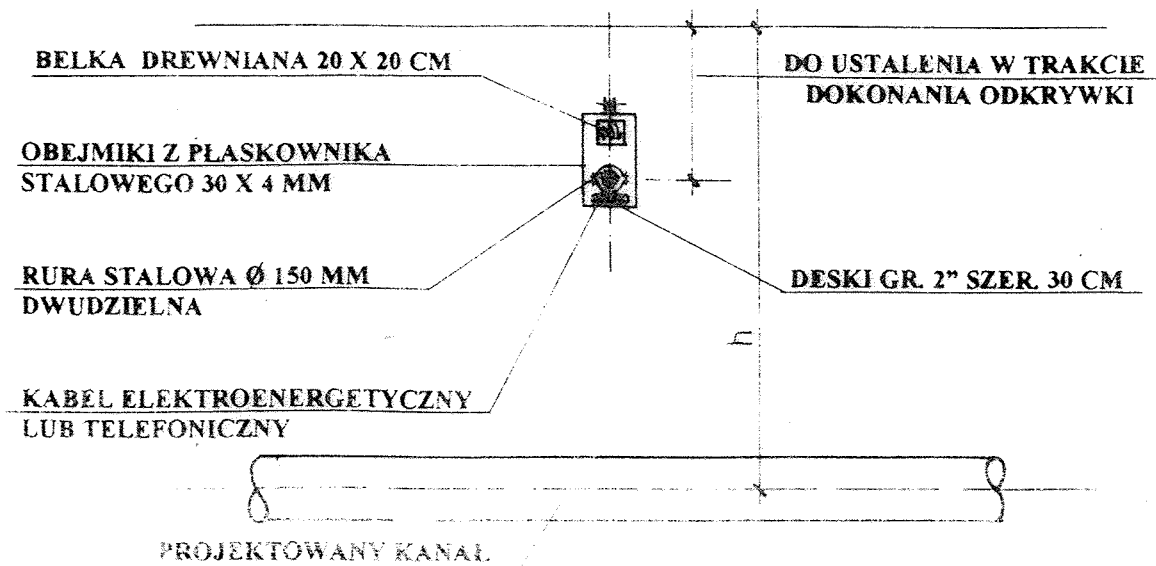 BELKA DREWNIANA 20 X 20 CM
DO USTALENIA W TRAKCIE
DOKONANIA ODKRYWKI
OBEJMIKI Z PŁASKOWNIKA
STALOWEGO 30 X 4 MM
RURA STALOWA Ø 150 MM
DWUDZIELNA
DESKI GR. 2” SZER. 30 CM
h
KABEL ELEKTROENERGETYCZNY
LUB TELEFONICZNY
PROJEKTOWANY KANAŁ